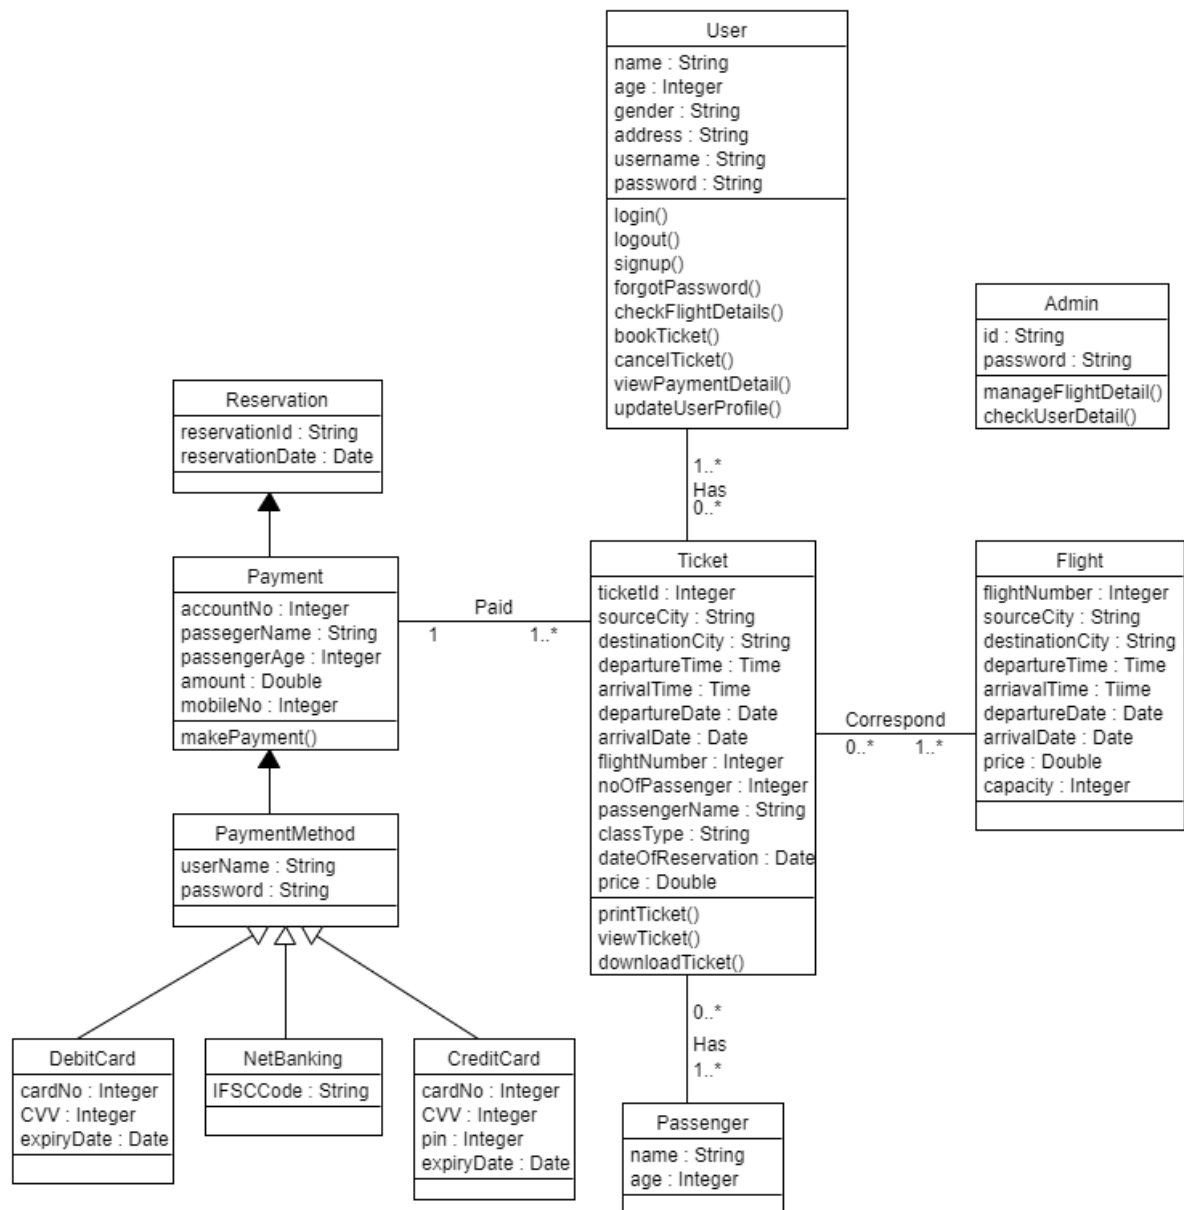 User
name : String
age : Integer
gender : String
address : String
username : String
password : String
login()
logout()
signup()
forgotPassword()
checkFlightDetails()
bookTicket()
cancelTicket()
viewPaymentDetail()
updateUserProfile()
Admin
id : String
password : String
manageFlightDetail()
checkUserDetail()
Reservation
reservationId : String
reservationDate : Date
1..*
Has
0..*
Payment
accountNo : Integer
passegerName : String
passengerAge : Integer
amount : Double
mobileNo : Integer
makePayment()
Paid
1 1..*
Ticket
ticketId : Integer
sourceCity : String
destinationCity : String
departureTime : Time
arrivalTime : Time
departureDate : Date
arrivalDate : Date
flightNumber : Integer
noOfPassenger : Integer
passengerName : String
classType : String
dateOfReservation : Date
price : Double
printTicket()
viewTicket()
downloadTicket()
Correspond
0..* 1..*
Flight
flightNumber : Integer
sourceCity : String
destinationCity : String
departureTime : Time
arriavalTime : Tiime
departureDate : Date
arrivalDate : Date
price : Double
capacity : Integer
PaymentMethod
userName : String
password : String
DebitCard
cardNo : Integer
CVV : Integer
expiryDate : Date
NetBanking
IFSCCode : String
CreditCard
cardNo : Integer
CVV : Integer
pin : Integer
expiryDate : Date
0..*
Has
1..*
Passenger
name : String
age : Integer